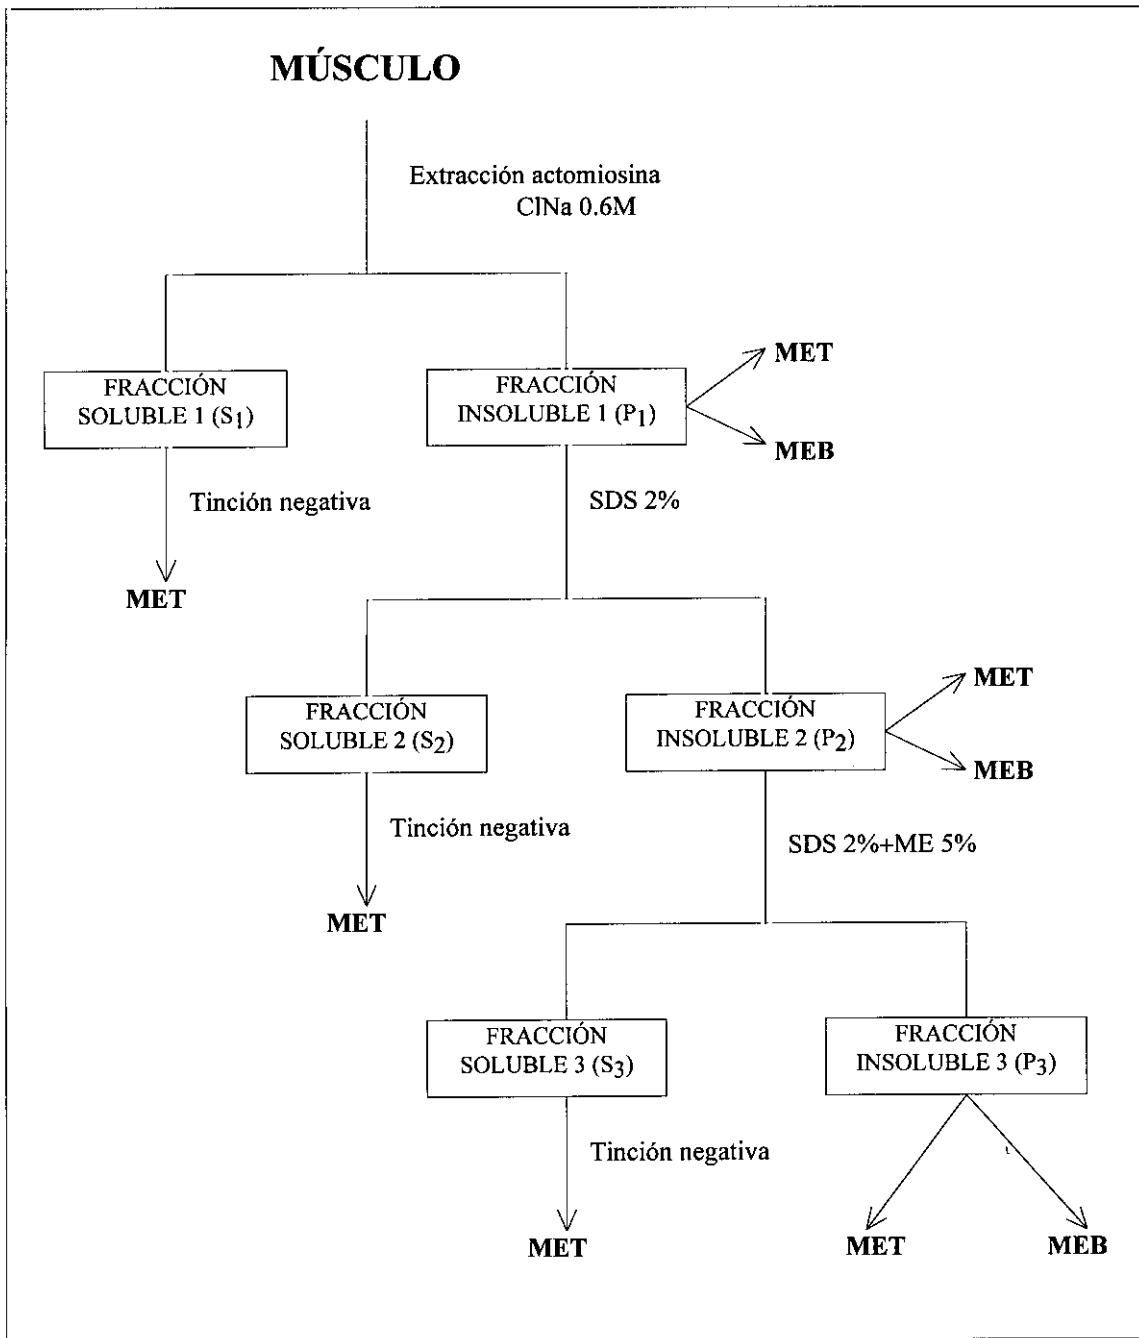 MÚSCULO
Extracción actomiosina
ClNa 0.6M
FRACCIÓN
SOLUBLE 1 (S1)
FRACCIÓN
INSOLUBLE 1 (P1)
MET
MEB
Tinción negativa
SDS 2%
MET
FRACCIÓN
SOLUBLE 2 (S2)
FRACCIÓN
INSOLUBLE 2 (P2)
MET
MEB
Tinción negativa
SDS 2%+ME 5%
MET
FRACCIÓN
SOLUBLE 3 (S3)
FRACCIÓN
INSOLUBLE 3 (P3)
Tinción negativa
MET
MET
MEB